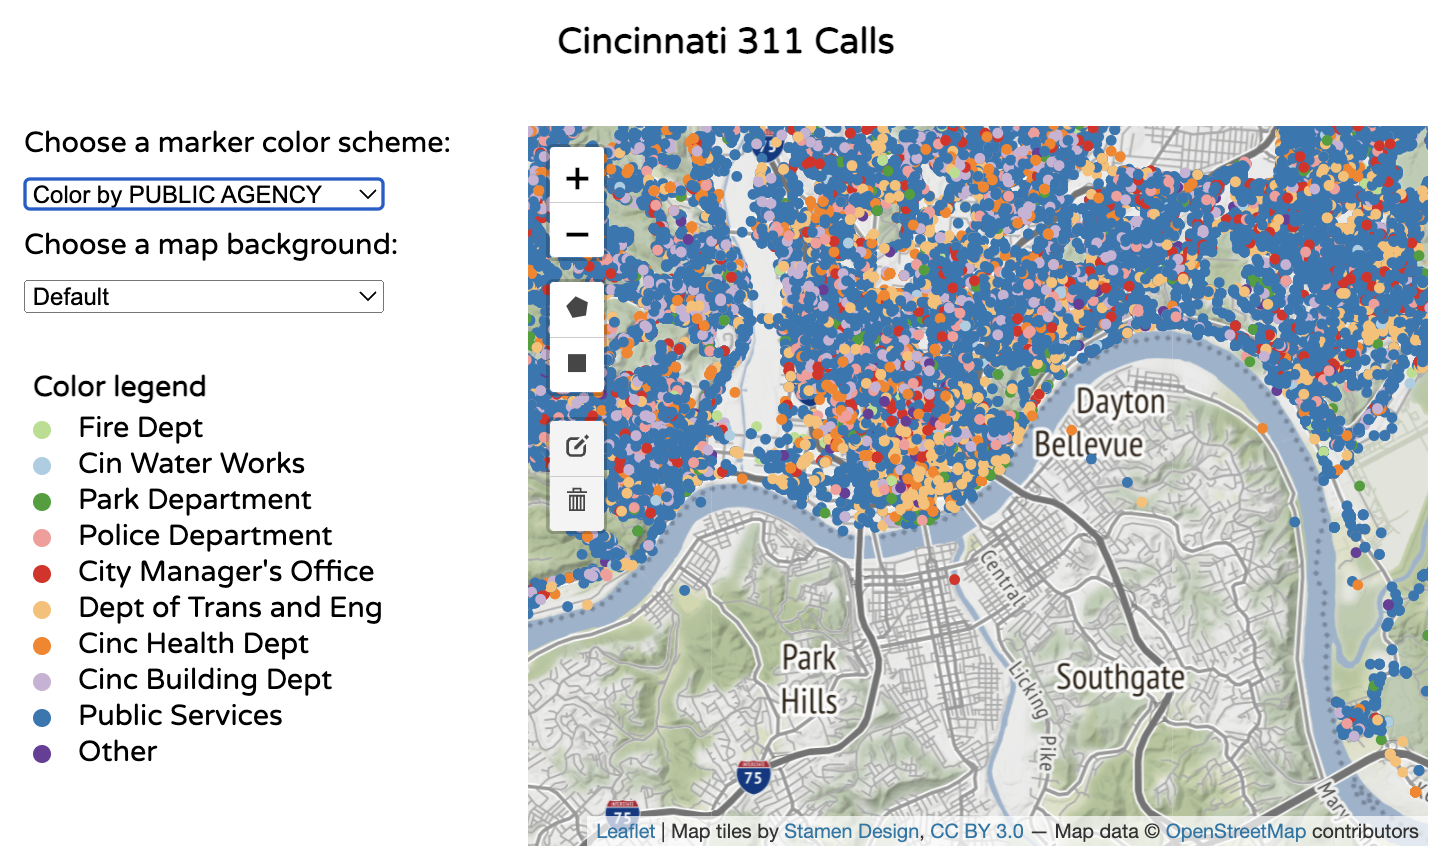 Cincinnati 311 Calls
Choose a marker color scheme:
Color by PUBLIC AGENCY
Choose a map background:
Default
Color legend
Fire Dept
Cin Water Works
Park Department
Police Department
City Manager's Office
Dept of Trans and Eng
Cinc Health Dept
Cinc Building Dept
Public Services
Other
+
−
Dayton
Bellevue
Central
Park
Hills
Southgate
Licking Pike
75
75
Mary
Leaflet | Map tiles by Stamen Design, CC BY 3.0 — Map data © OpenStreetMap contributors